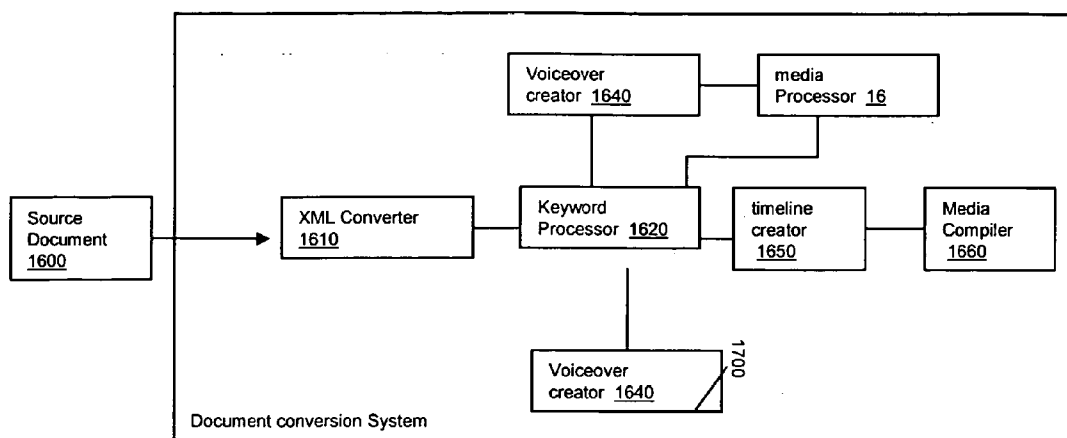 Voiceover
creator 1640
media
Processor 16
Source
Document
1600
XML Converter
1610
Keyword
Processor 1620
timeline
creator
1650
Media
Compiler
1660
Voiceover
creator 1640
1700
Document conversion System